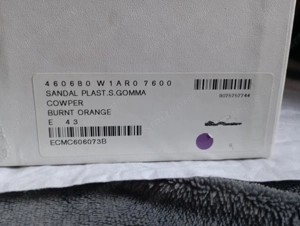 460680 W1AR0 7600
SANDAL PLAST.S.GOMMA
COWPER
BURNT ORANGE
E 43
ECMC606073B